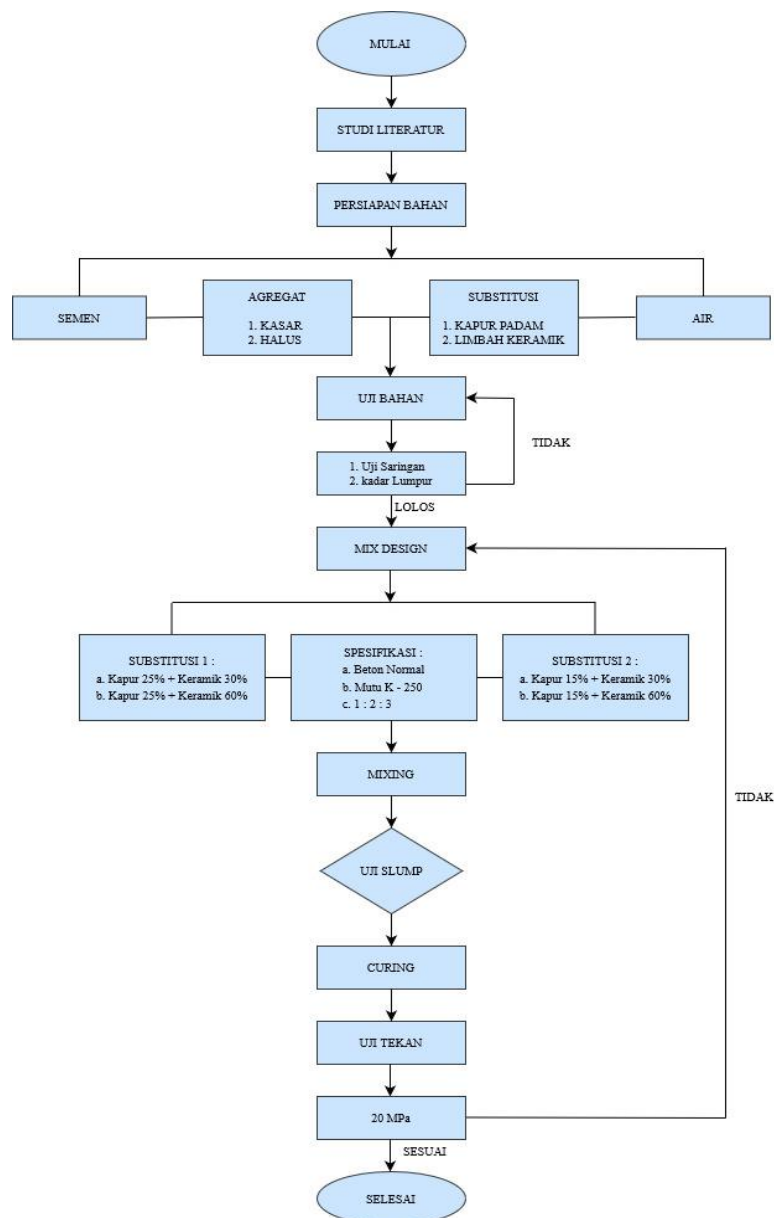 MULAI
STUDI LITERATUR
PERSIAPAN BAHAN
SEMEN
AGREGAT
1. KASAR
2. HALUS
SUBSTITUSI
1. KAPUR PADAM
2. LIMBAH KERAMIK
AIR
UJI BAHAN
TIDAK
1. Uji Saringan
2. kadar Lumpur
LOLOS
MIX DESIGN
SUBSTITUSI 1 :
a. Kapur 25% + Keramik 30%
b. Kapur 25% + Keramik 60%
SPESIFIKASI :
a. Beton Normal
b. Mutu K - 250
c. 1 : 2 : 3
SUBSTITUSI 2 :
a. Kapur 15% + Keramik 30%
b. Kapur 15% + Keramik 60%
MIXING
TIDAK
UJI SLUMP
CURING
UJI TEKAN
20 MPa
SESUAI
SELESAI